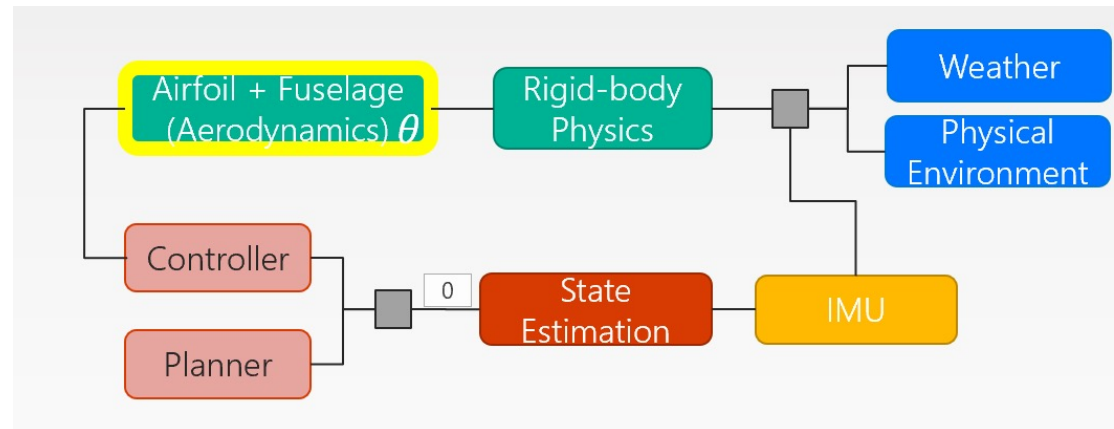 Airfoil + Fuselage
(Aerodynamics) θ
Rigid-body
Physics
Weather
Physical
Environment
Controller
Planner
0
State
Estimation
IMU